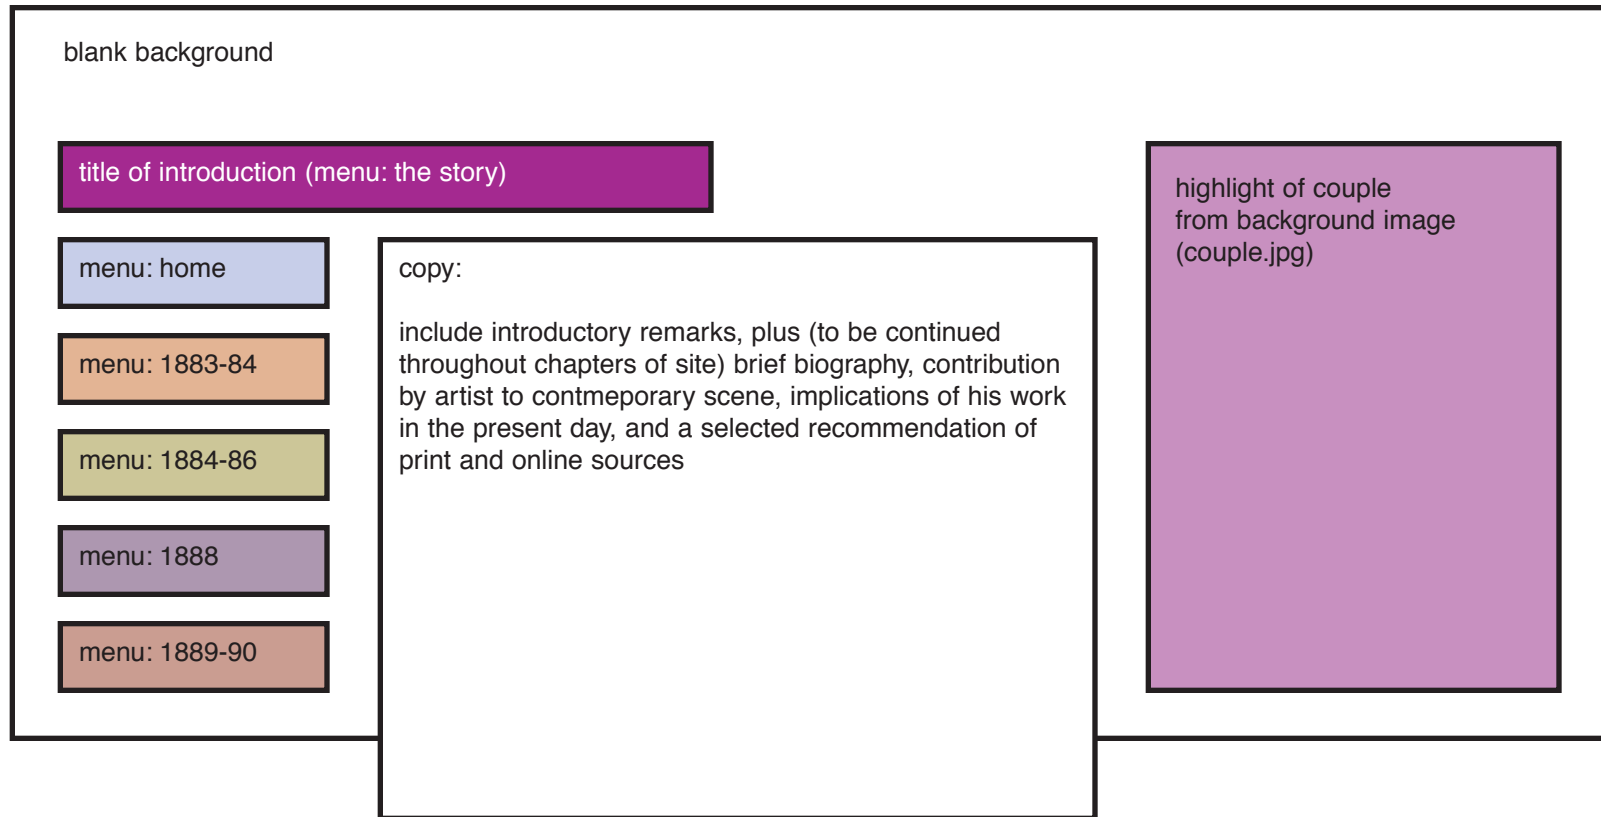 blank background
title of introduction (menu: the story)
menu: home
menu: 1883-84
menu: 1884-86
menu: 1888
menu: 1889-90
copy:
include introductory remarks, plus (to be continued
throughout chapters of site) brief biography, contribution
by artist to contmeporary scene, implications of his work
in the present day, and a selected recommendation of
print and online sources
highlight of couple
from background image
(couple.jpg)